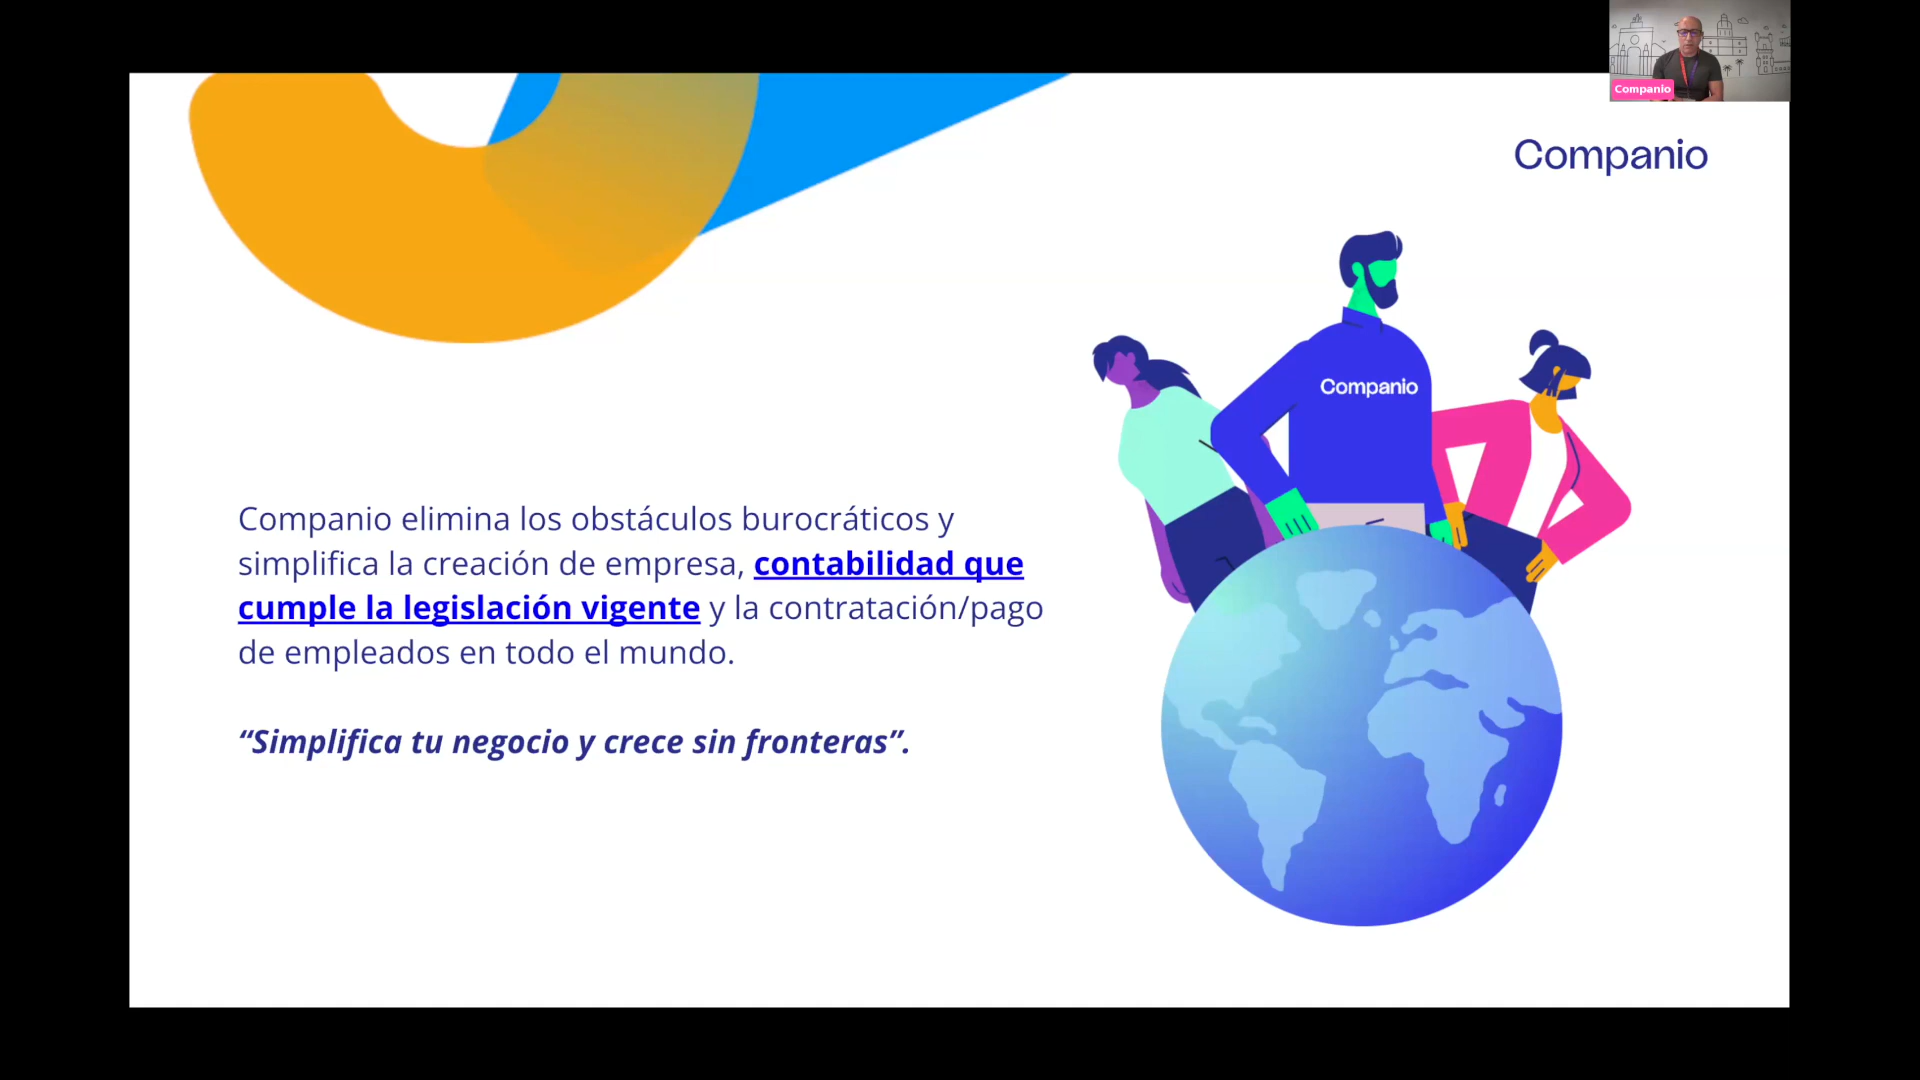 Companio
Companio
Companio
Companio elimina los obstáculos burocráticos y
simplifica la creación de empresa, contabilidad que
cumple la legislación vigente y la contratación/pago
de empleados en todo el mundo.
“Simplifica tu negocio y crece sin fronteras”.